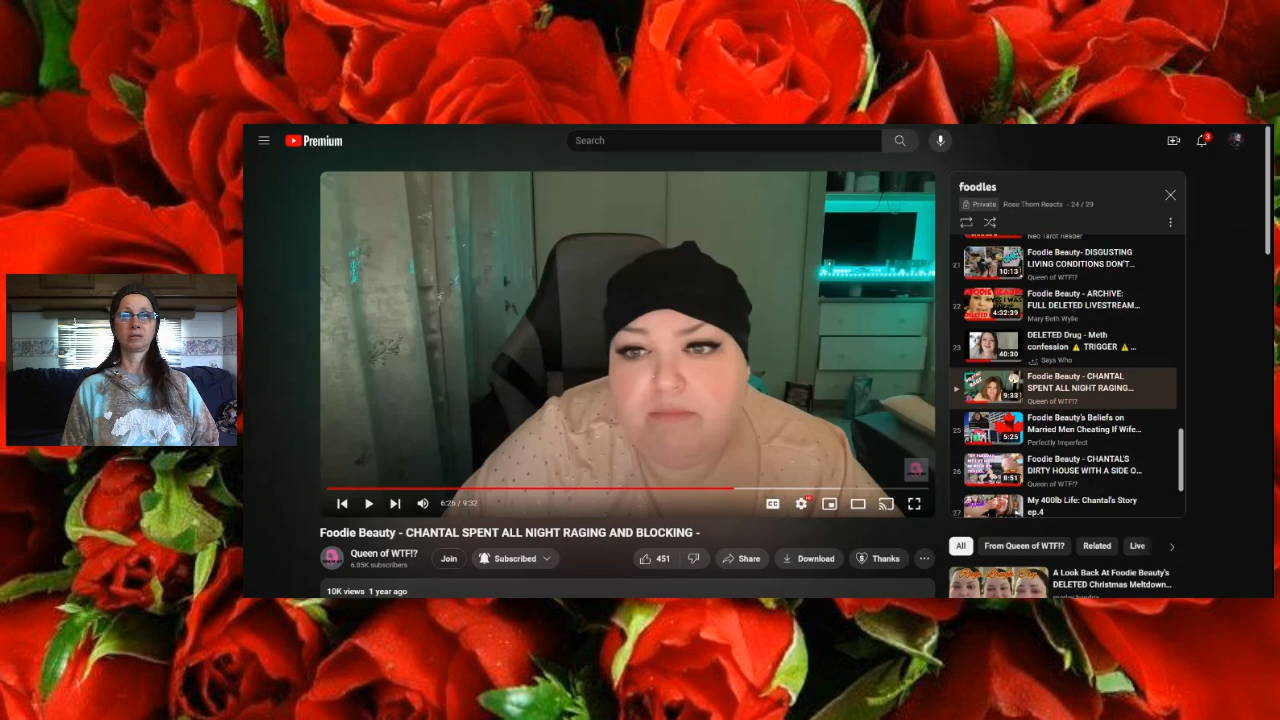 Premium
Search
3
6:26 / 9:32
CC
Foodie Beauty - CHANTAL SPENT ALL NIGHT RAGING AND BLOCKING -
Queen of WTF!?
6.85K subscribers
Join
Subscribed
451
Share
Download
Thanks
10K views 1 year ago
foodles
Private
Rose Thorn Reacts - 24 / 29
Neo Tarot Reader
21
10:13
Foodie Beauty- DISGUSTING
LIVING CONDITIONS DON'T...
Queen of WTF!?
22
4:32:39
Foodie Beauty - ARCHIVE:
FULL DELETED LIVESTREAM...
Mary Beth Wylie
23
40:30
DELETED Drug - Meth
confession ⚠ TRIGGER ⚠ ...
Says Who
9:33
Foodie Beauty - CHANTAL
SPENT ALL NIGHT RAGING...
Queen of WTF!?
25
5:25
Foodie Beauty's Beliefs on
Married Men Cheating If Wife...
Perfectly Imperfect
26
8:51
Foodie Beauty - CHANTAL'S
DIRTY HOUSE WITH A SIDE O...
Queen of WTF!?
27
My 400lb Life: Chantal's Story
ep.4
All
From Queen of WTF!?
Related
Live
A Look Back At Foodie Beauty's
DELETED Christmas Meltdown...